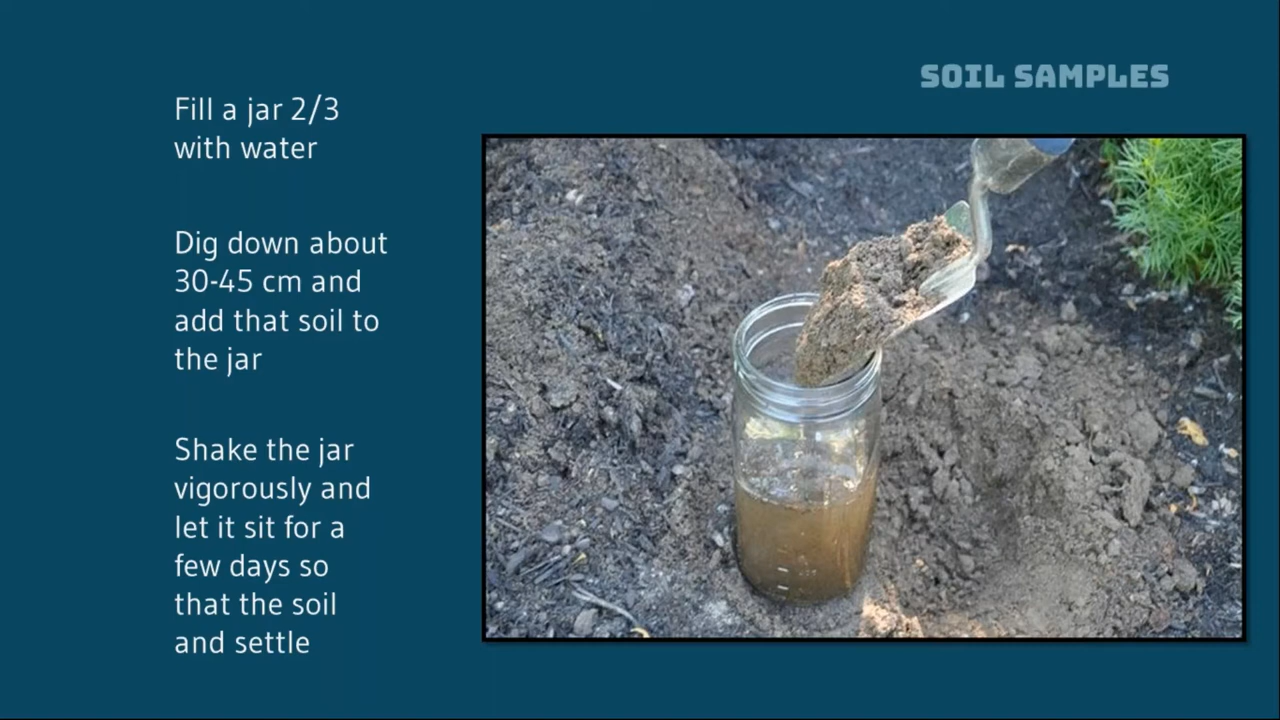 SOIL SAMPLES
Fill a jar 2/3
with water
Dig down about
30-45 cm and
add that soil to
the jar
Shake the jar
vigorously and
let it sit for a
few days so
that the soil
and settle